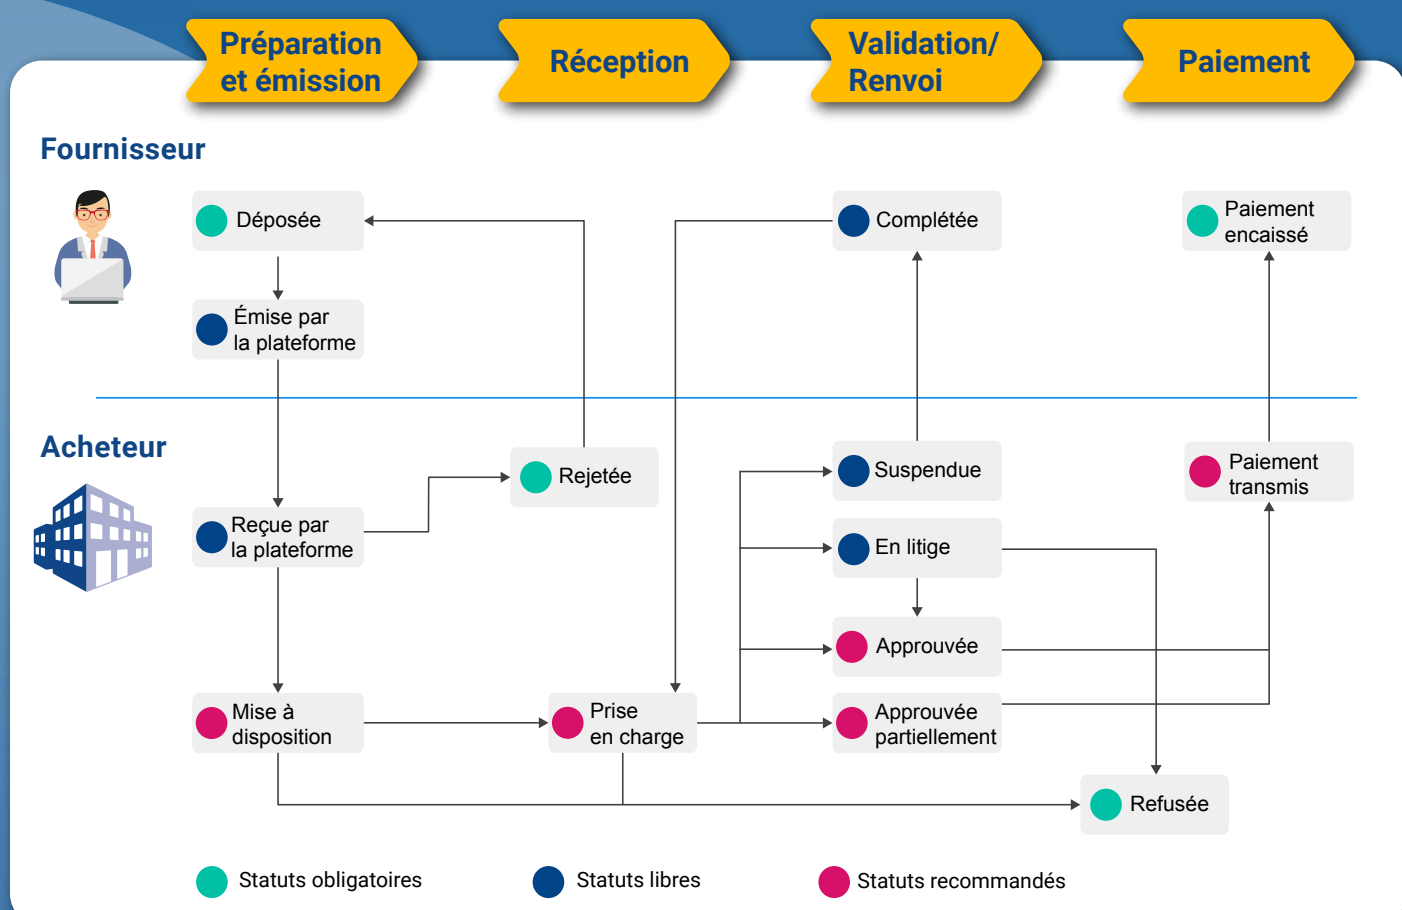 Préparation
et émission
Réception
Validation/
Renvoi
Paiement
Fournisseur
Déposée
Complétée
Paiement
encaissé
Émise par
la plateforme
Acheteur
Rejetée
Suspendue
Paiement
transmis
Reçue par
la plateforme
En litige
Approuvée
Mise à
disposition
Prise
en charge
Approuvée
partiellement
Refusée
Statuts obligatoires
Statuts libres
Statuts recommandés